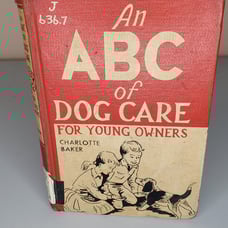 J
636.7
An
ABC
of
DOG CARE
FOR YOUNG OWNERS
CHARLOTTE
BAKER